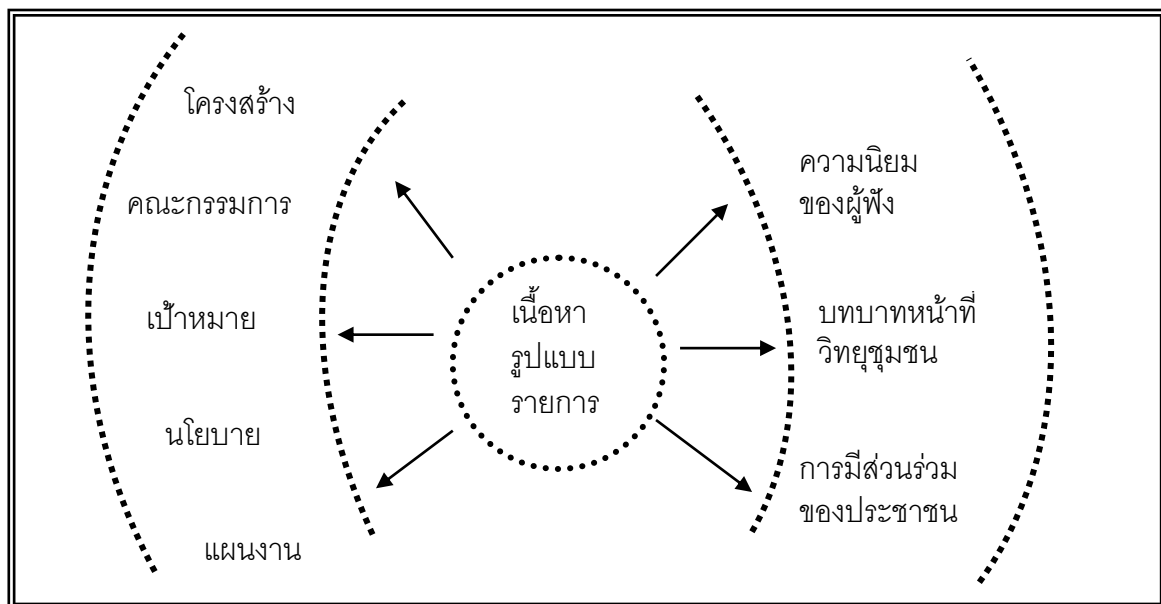 โครงสร้าง
คณะกรรมการ
เป้าหมาย
นโยบาย
แผนงาน
เนื้อหา
รูปแบบ
รายการ
ความนิยม
ของผู้ฟัง
บทบาทหน้าที่
วิทยุชุมชน
การมีส่วนร่วม
ของประชาชน